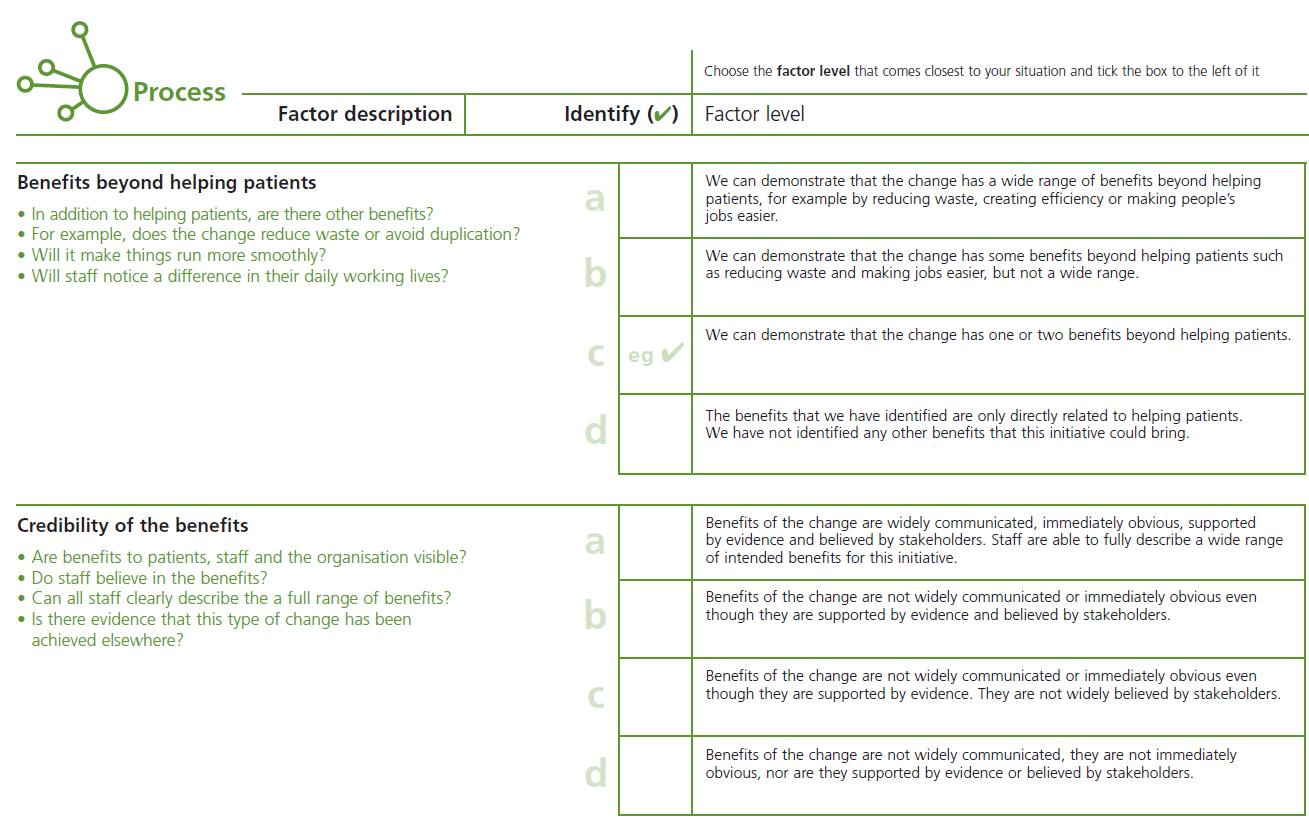 Process
Choose the factor level that comes closest to your situation and tick the box to the left of it
Factor description
Identify (✔)
Factor level
Benefits beyond helping patients
• In addition to helping patients, are there other benefits?
• For example, does the change reduce waste or avoid duplication?
• Will it make things run more smoothly?
• Will staff notice a difference in their daily working lives?
a
We can demonstrate that the change has a wide range of benefits beyond helping
patients, for example by reducing waste, creating efficiency or making people's
jobs easier.
b
We can demonstrate that the change has some benefits beyond helping patients such
as reducing waste and making jobs easier, but not a wide range.
c
eg ✔
We can demonstrate that the change has one or two benefits beyond helping patients.
d
The benefits that we have identified are only directly related to helping patients.
We have not identified any other benefits that this initiative could bring.
Credibility of the benefits
• Are benefits to patients, staff and the organisation visible?
• Do staff believe in the benefits?
• Can all staff clearly describe the a full range of benefits?
• Is there evidence that this type of change has been
achieved elsewhere?
a
Benefits of the change are widely communicated, immediately obvious, supported
by evidence and believed by stakeholders. Staff are able to fully describe a wide range
of intended benefits for this initiative.
b
Benefits of the change are not widely communicated or immediately obvious even
though they are supported by evidence and believed by stakeholders.
c
Benefits of the change are not widely communicated or immediately obvious even
though they are supported by evidence. They are not widely believed by stakeholders.
d
Benefits of the change are not widely communicated, they are not immediately
obvious, nor are they supported by evidence or believed by stakeholders.